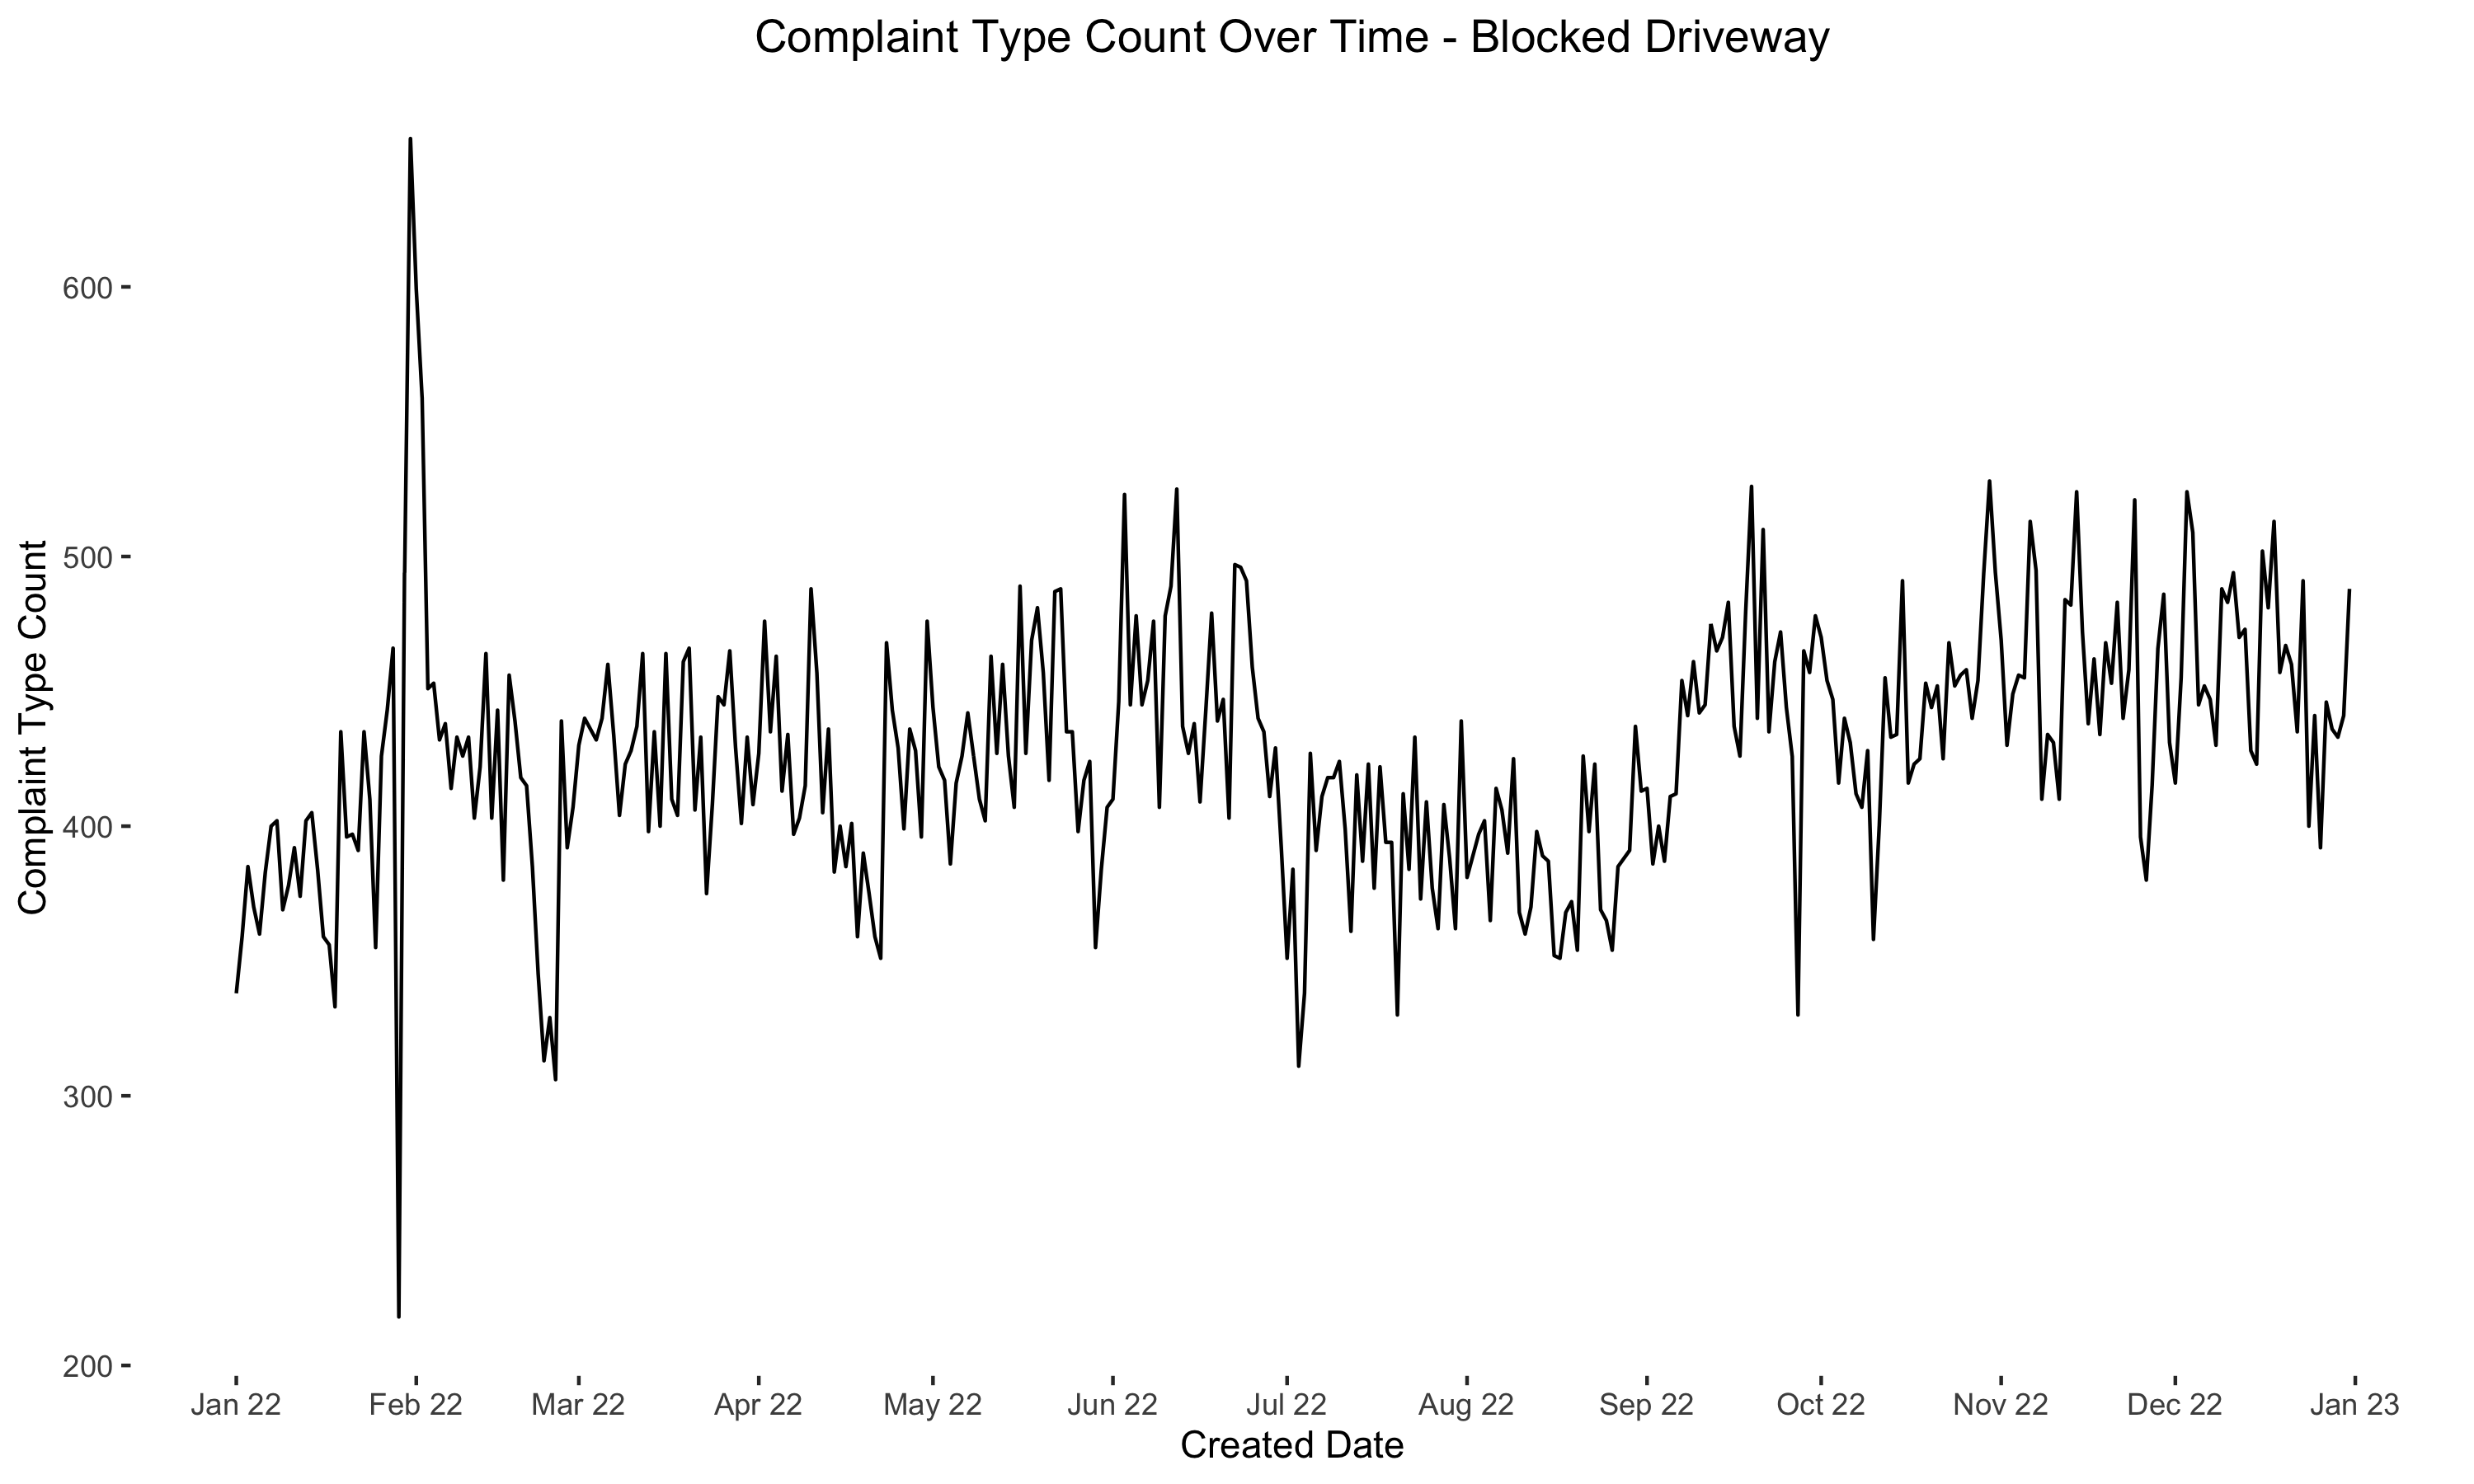 Complaint Type Count Over Time - Blocked Driveway
Complaint Type Count
600
500
400
300
200
Jan 22 Feb 22 Mar 22 Apr 22 May 22 Jun 22 Jul 22 Aug 22 Sep 22 Oct 22 Nov 22 Dec 22 Jan 23
Created Date